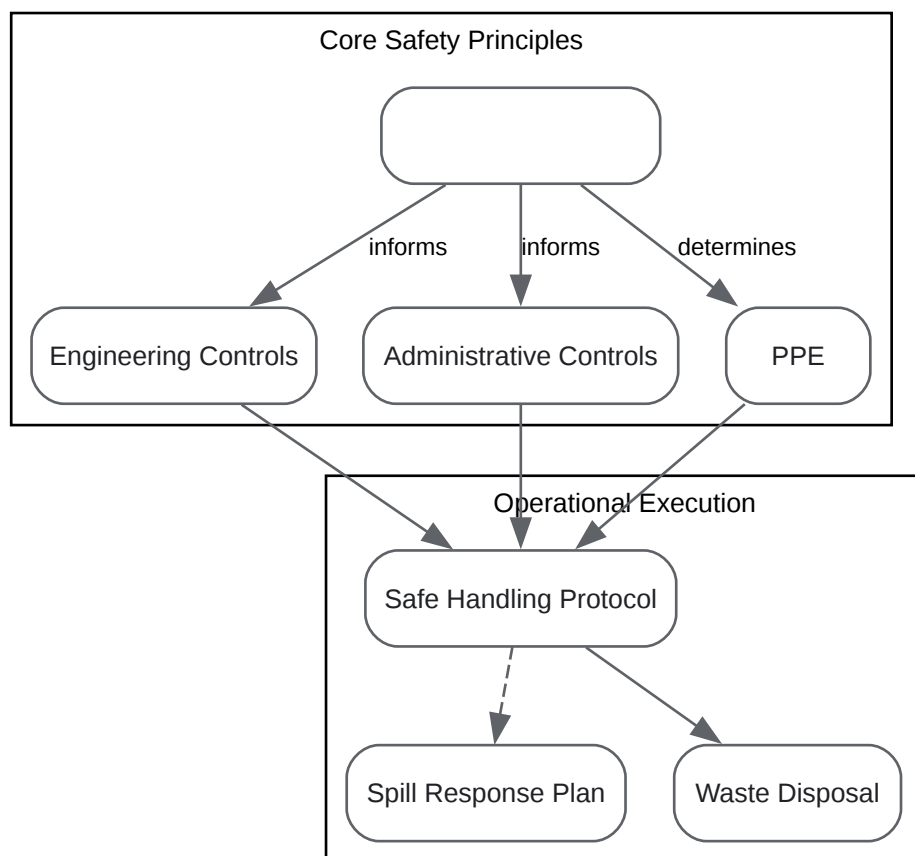 Core Safety Principles
informs
informs
determines
Engineering Controls
Administrative Controls
PPE
Operational Execution
Safe Handling Protocol
Spill Response Plan
Waste Disposal